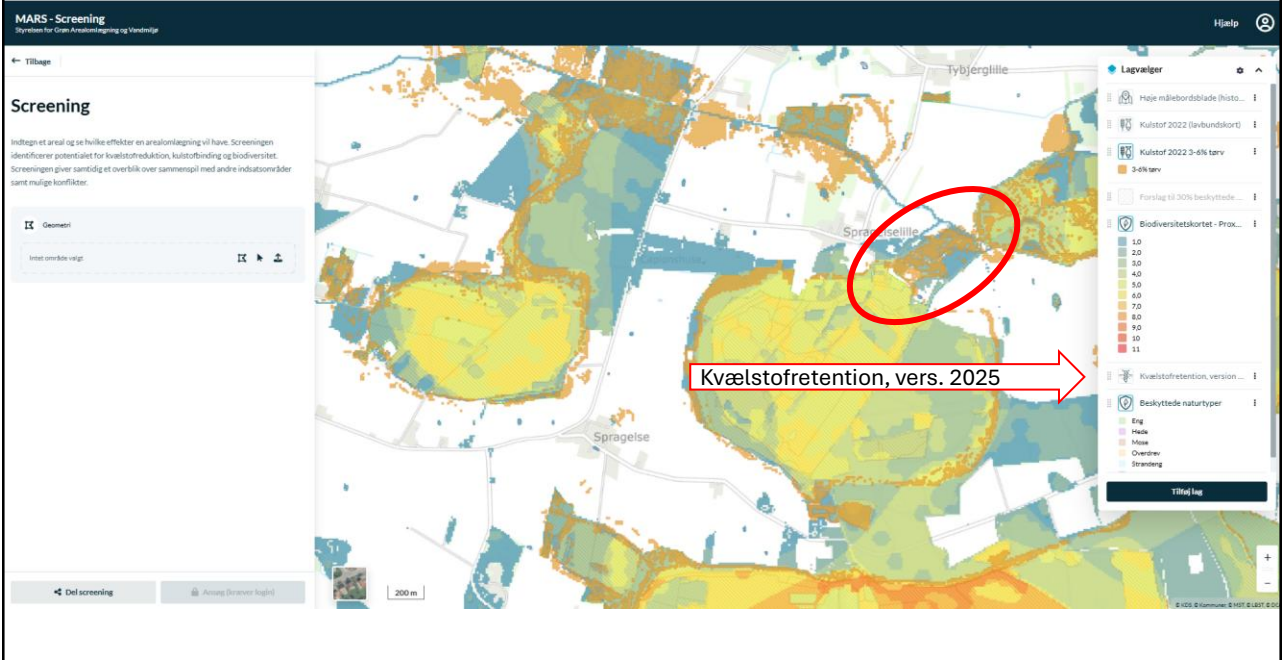 MARS - Screening
Styrelsen for Grøn Arealomlægning og Vandmiljø
Hjælp
← Tilbage
Screening
Indtegn et areal og se hvilke effekter en arealomlægning vil have. Screeningen
identificerer potentialet for kvælstofreduktion, kulstofbinding og biodiversitet.
Screeningen giver samtidig et overblik over sammenspil med andre indsatsområder
samt mulige konflikter.
Geometri
Intet område valgt
Del screening
Ansøg (kræver login)
Tybjerglille
Spragelse
200 m
Kvælstofretention, vers. 2025
Lagvælger
Høje målebordsblade (histo...
Kulstof 2022 (lavbundskort)
Kulstof 2022 3-6% tørv
3-6% tørv
Forslag til 30% beskyttede ...
Biodiversitetskortet - Prox...
1,0
2,0
3,0
4,0
5,0
6,0
7,0
8,0
9,0
10
11
Kvælstofretention, version ...
Beskyttede naturtyper
Eng
Hede
Mose
Overdrev
Strandeng
Tilføj lag
+
−